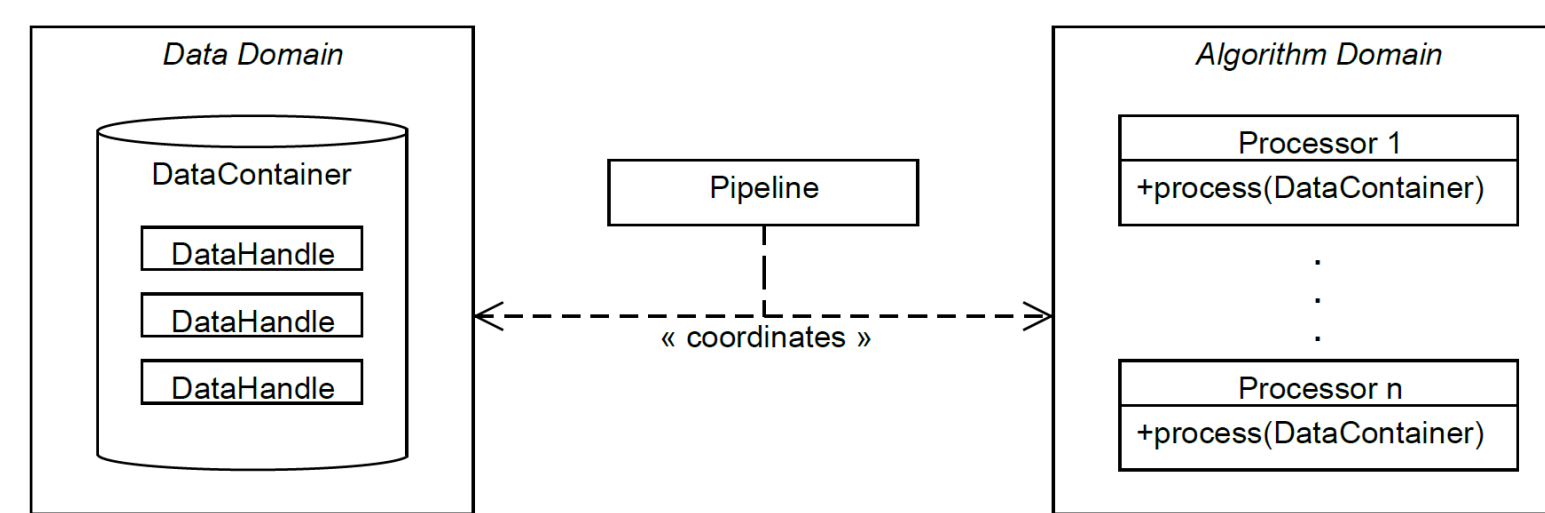 Data Domain
DataContainer
DataHandle
DataHandle
DataHandle
Pipeline
« coordinates »
Algorithm Domain
Processor 1
+process(DataContainer)
.
.
.
Processor n
+process(DataContainer)